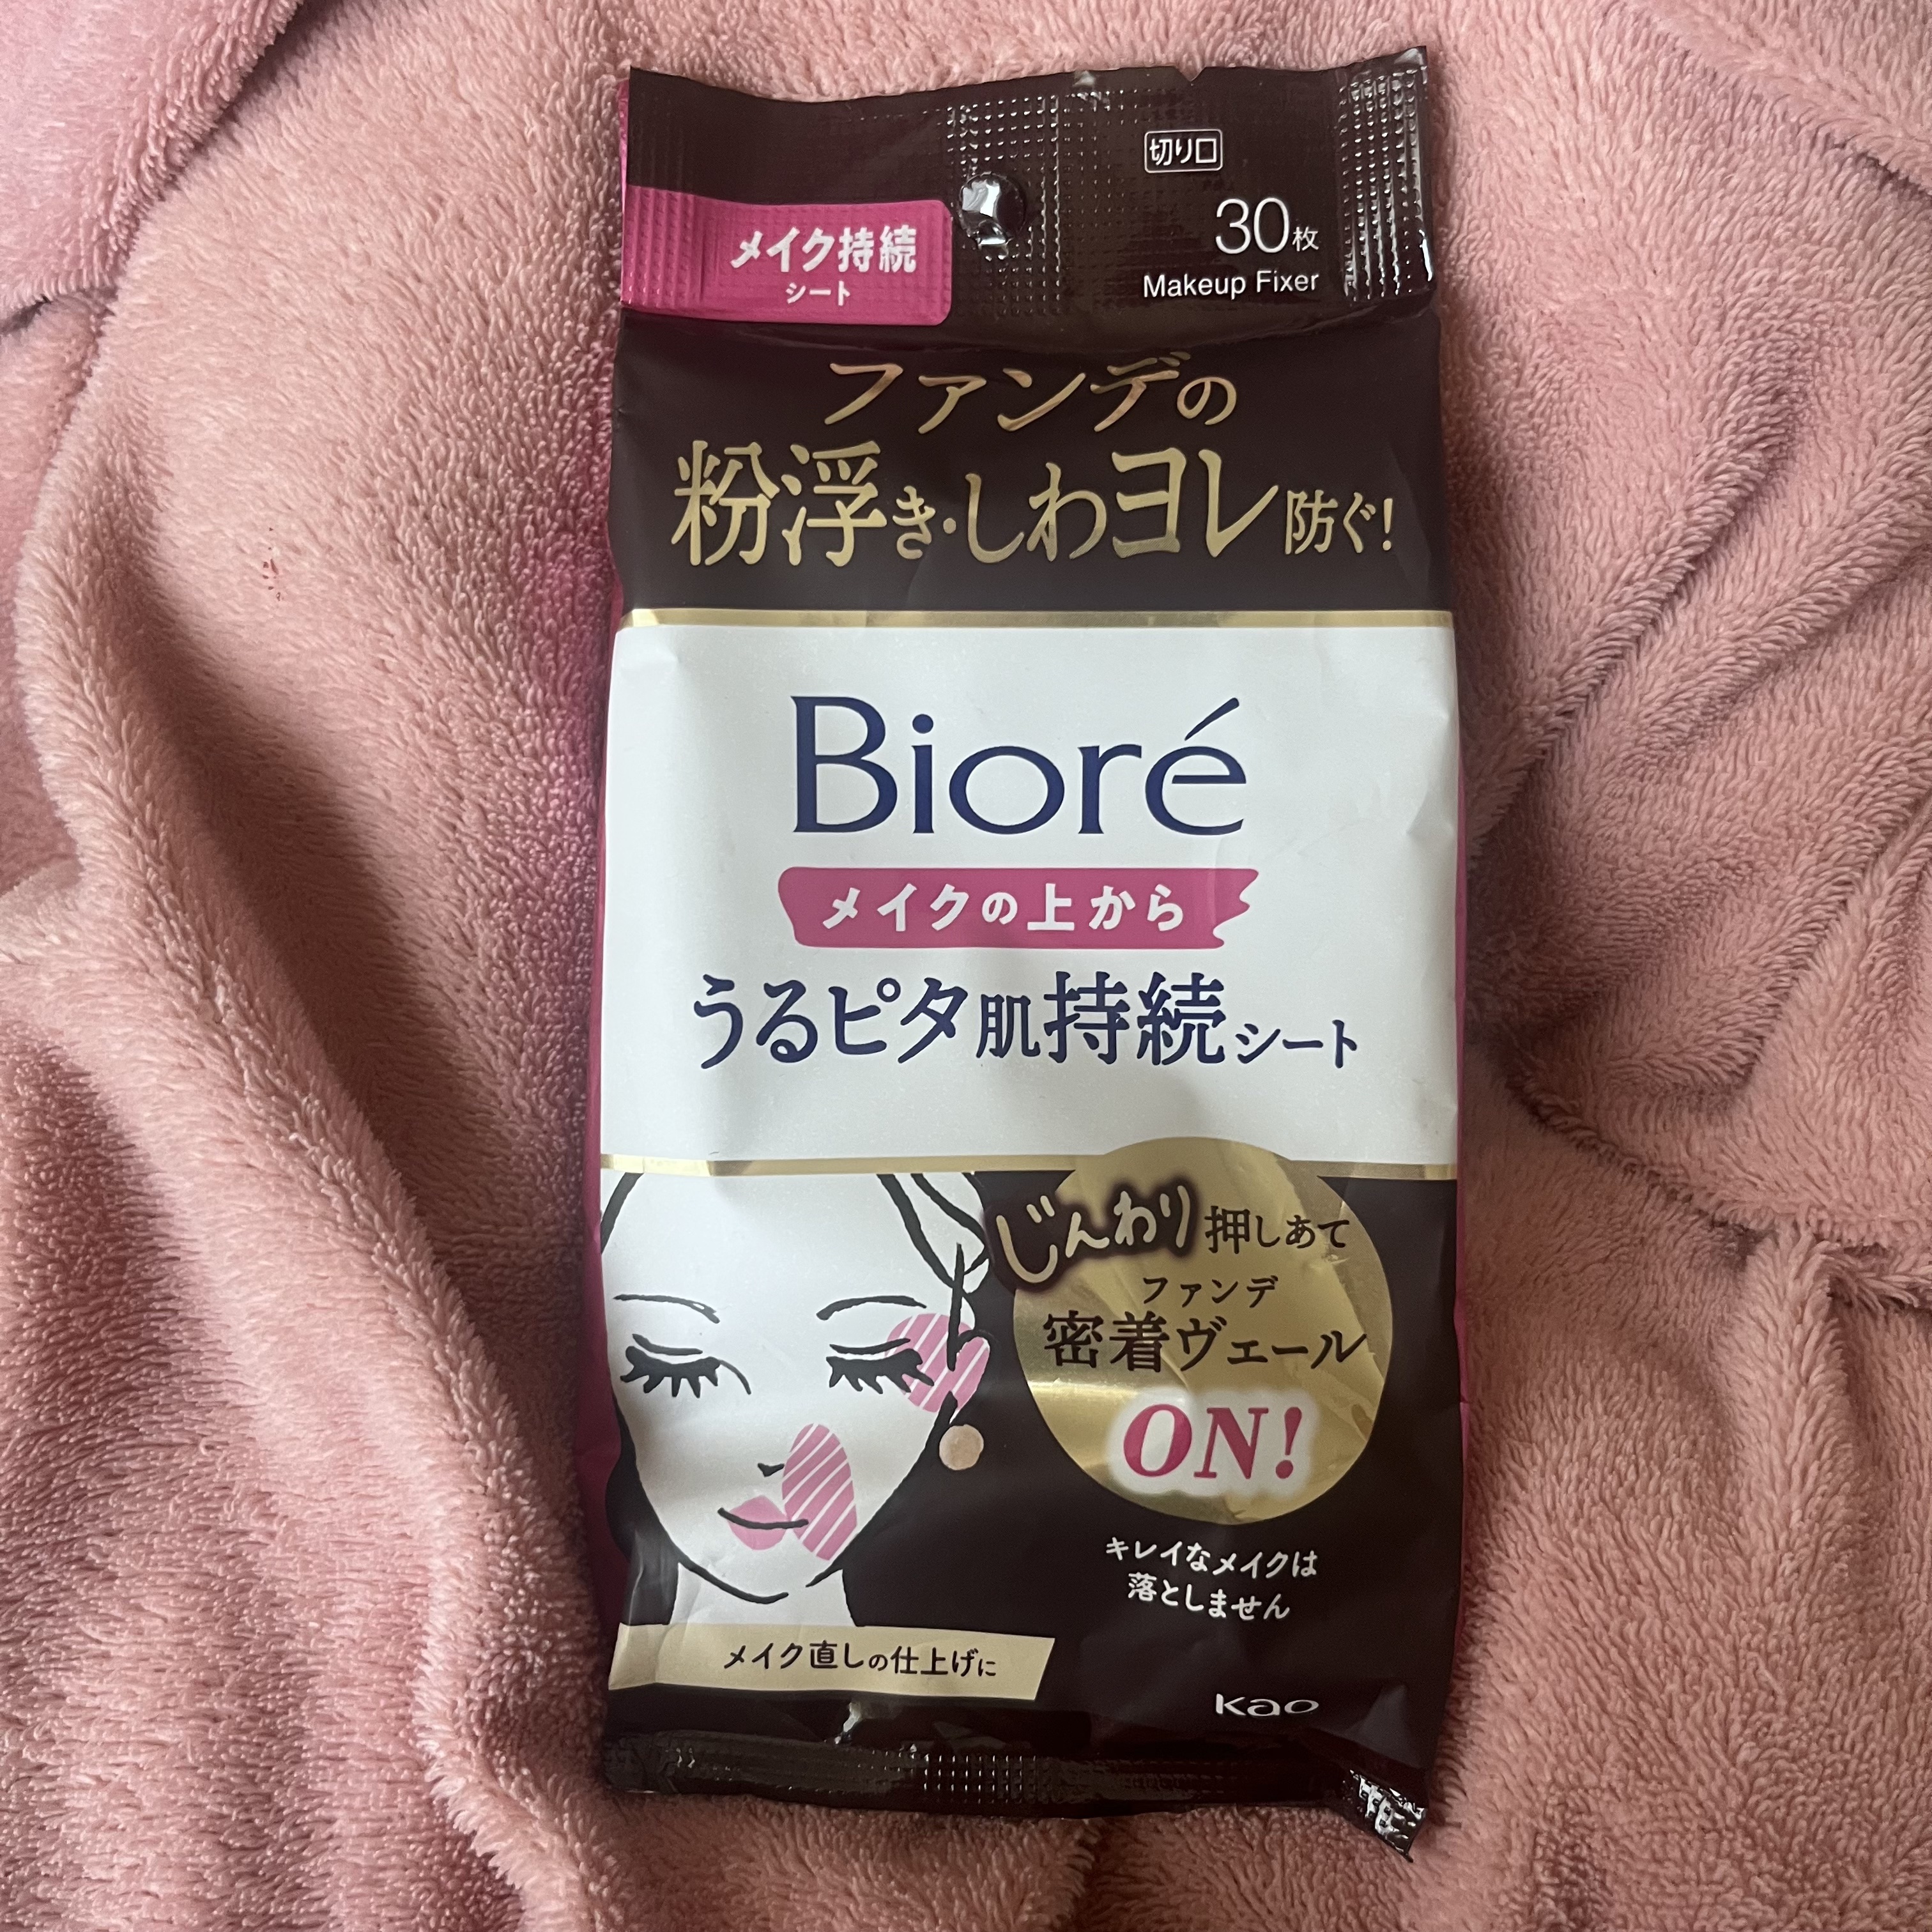 切り口
メイク持続
シート
30枚
Makeup Fixer
ファンデの
粉浮き・しわヨレ防ぐ!
Bioré
メイクの上から
うるピタ肌持続シート
じんわり押しあて
ファンデ
密着ヴェール
ON!
キレイなメイクは
落としません
メイク直しの仕上げに
kao